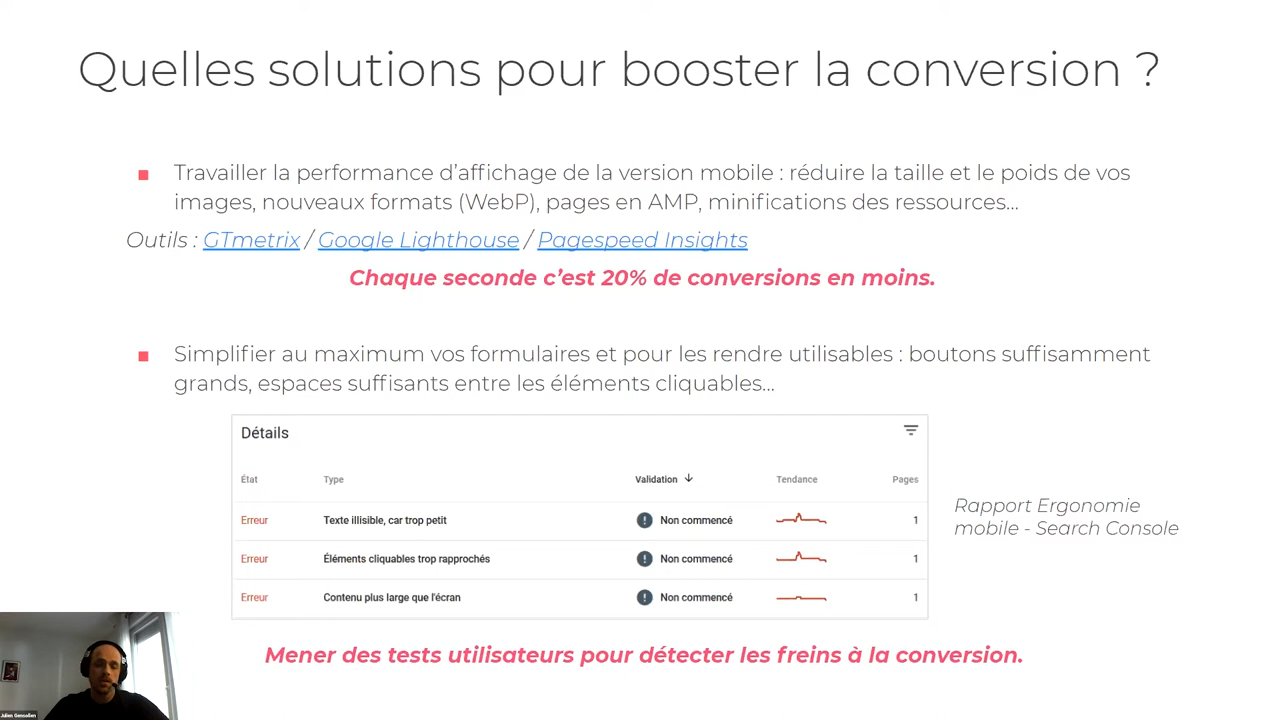 Quelles solutions pour booster la conversion ?
Travailler la performance d'affichage de la version mobile : réduire la taille et le poids de vos
images, nouveaux formats (WebP), pages en AMP, minifications des ressources...
Outils : GTmetrix / Google Lighthouse / Pagespeed Insights
Chaque seconde c'est 20% de conversions en moins.
Simplifier au maximum vos formulaires et pour les rendre utilisables : boutons suffisamment
grands, espaces suffisants entre les éléments cliquables...
Détails
État Type Validation Tendance Pages
Erreur Texte illisible, car trop petit Non commencé 1
Erreur Éléments cliquables trop rapprochés Non commencé 1
Erreur Contenu plus large que l'écran Non commencé 1
Rapport Ergonomie
mobile - Search Console
Mener des tests utilisateurs pour détecter les freins à la conversion.
Julien Gensollen